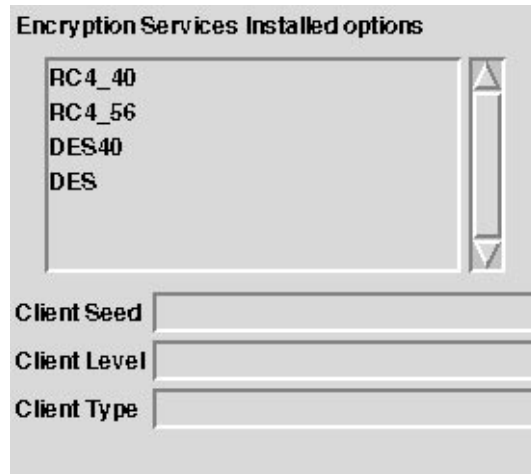 Encryption Services Installed options
RC4_40
RC4_56
DES40
DES
Client Seed
Client Level
Client Type